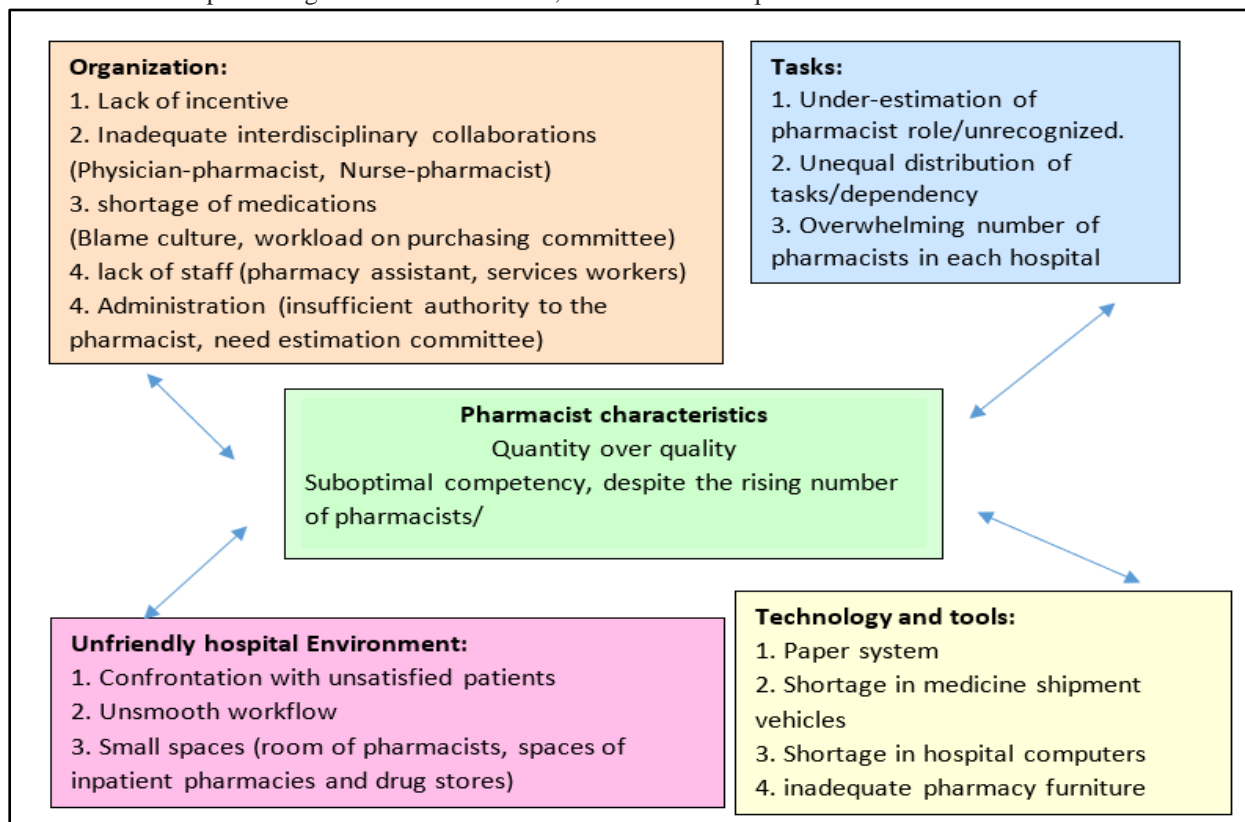 Organization:
1. Lack of incentive
2. Inadequate interdisciplinary collaborations
(Physician-pharmacist, Nurse-pharmacist)
3. shortage of medications
(Blame culture, workload on purchasing committee)
4. lack of staff (pharmacy assistant, services workers)
4. Administration (insufficient authority to the
pharmacist, need estimation committee)
Tasks:
1. Under-estimation of
pharmacist role/unrecognized.
2. Unequal distribution of
tasks/dependency
3. Overwhelming number of
pharmacists in each hospital
Pharmacist characteristics
Quantity over quality
Suboptimal competency, despite the rising number
of pharmacists/
Unfriendly hospital Environment:
1. Confrontation with unsatisfied patients
2. Unsmooth workflow
3. Small spaces (room of pharmacists, spaces of
inpatient pharmacies and drug stores)
Technology and tools:
1. Paper system
2. Shortage in medicine shipment
vehicles
3. Shortage in hospital computers
4. inadequate pharmacy furniture